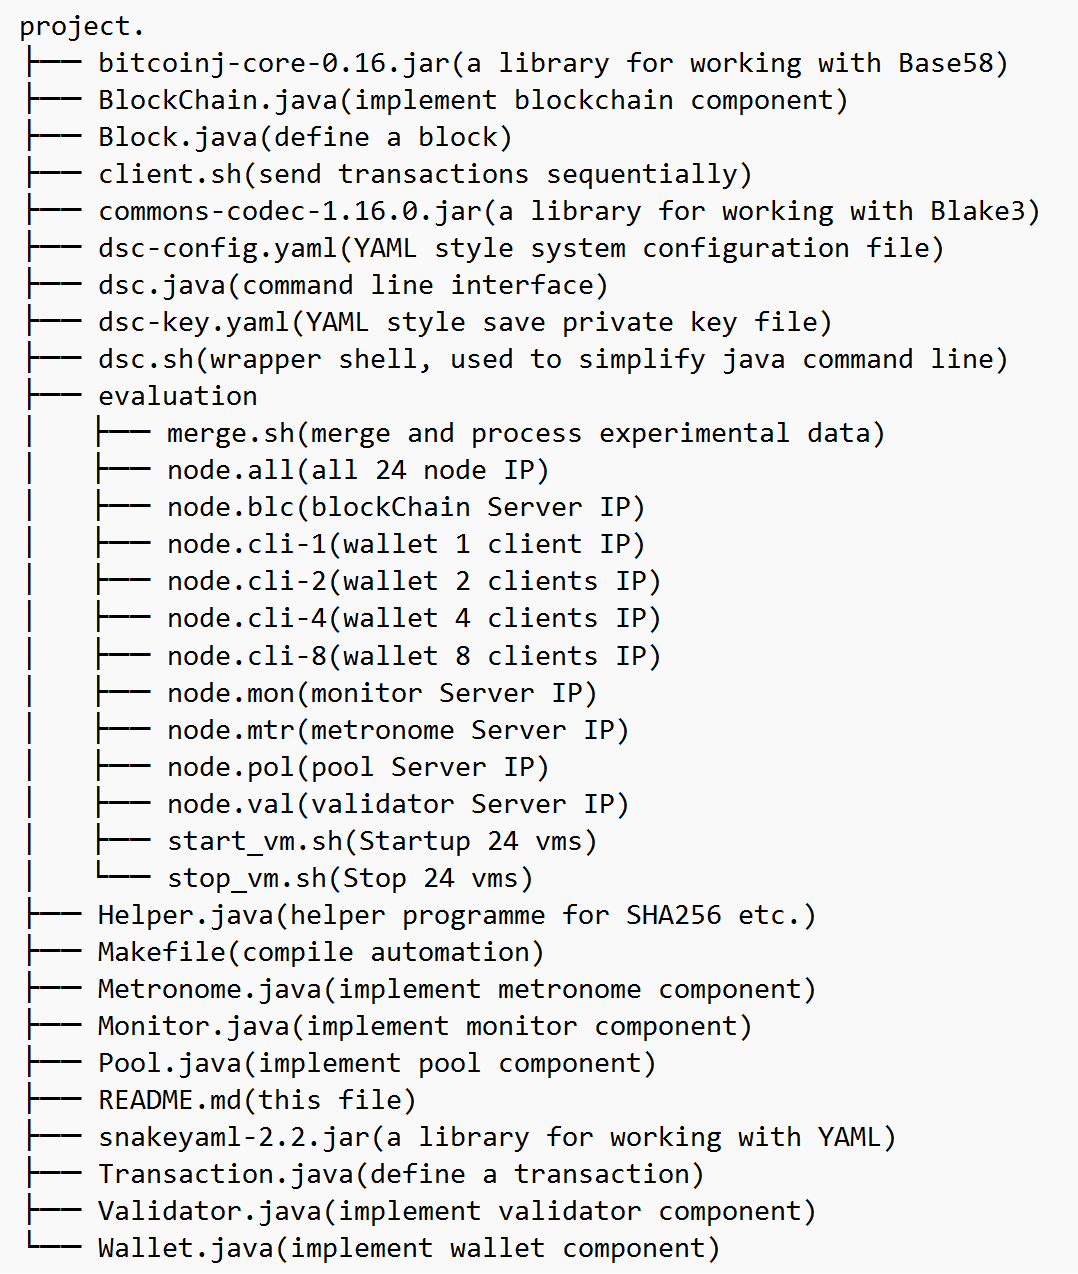 project.
├── bitcoinj-core-0.16.jar(a library for working with Base58)
├── BlockChain.java(implement blockchain component)
├── Block.java(define a block)
├── client.sh(send transactions sequentially)
├── commons-codec-1.16.0.jar(a library for working with Blake3)
├── dsc-config.yaml(YAML style system configuration file)
├── dsc.java(command line interface)
├── dsc-key.yaml(YAML style save private key file)
├── dsc.sh(wrapper shell, used to simplify java command line)
├── evaluation
│   ├── merge.sh(merge and process experimental data)
│   ├── node.all(all 24 node IP)
│   ├── node.blc(blockChain Server IP)
│   ├── node.cli-1(wallet 1 client IP)
│   ├── node.cli-2(wallet 2 clients IP)
│   ├── node.cli-4(wallet 4 clients IP)
│   ├── node.cli-8(wallet 8 clients IP)
│   ├── node.mon(monitor Server IP)
│   ├── node.mtr(metronome Server IP)
│   ├── node.pol(pool Server IP)
│   ├── node.val(validator Server IP)
│   ├── start_vm.sh(Startup 24 vms)
│   └── stop_vm.sh(Stop 24 vms)
├── Helper.java(helper programme for SHA256 etc.)
├── Makefile(compile automation)
├── Metronome.java(implement metronome component)
├── Monitor.java(implement monitor component)
├── Pool.java(implement pool component)
├── README.md(this file)
├── snakeyaml-2.2.jar(a library for working with YAML)
├── Transaction.java(define a transaction)
├── Validator.java(implement validator component)
└── Wallet.java(implement wallet component)